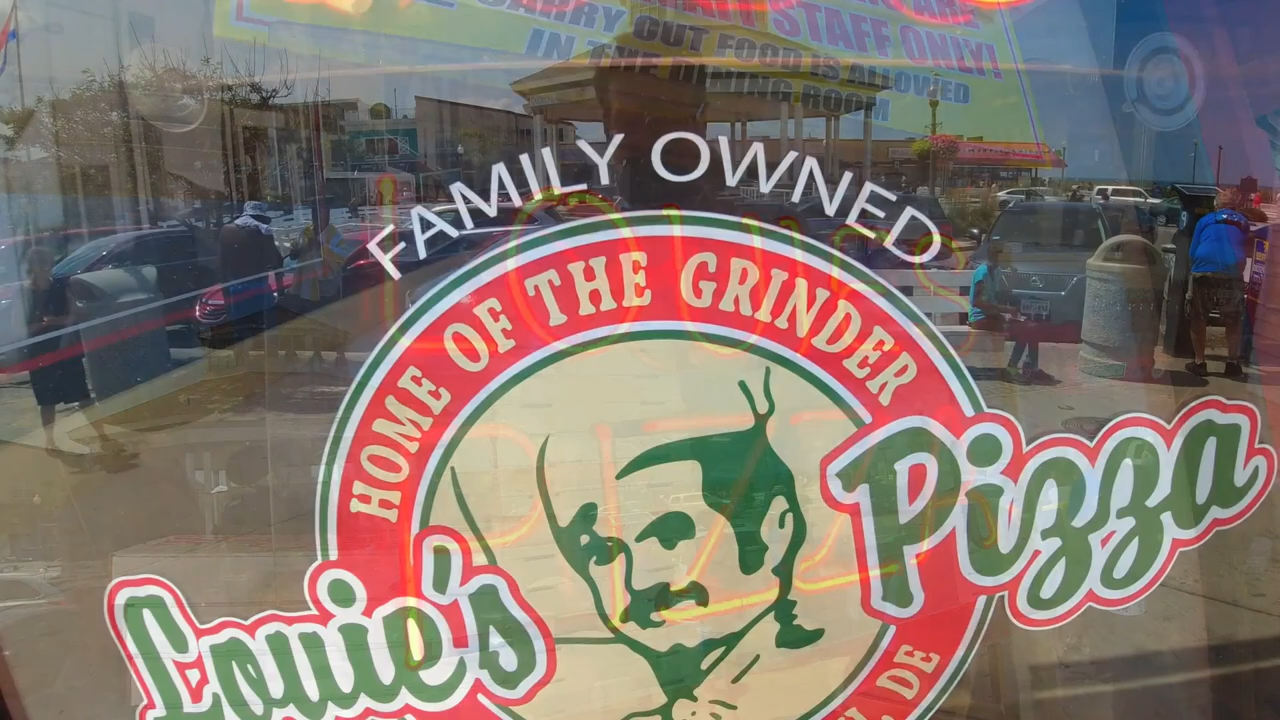 ARE
STAFF ONLY!
CARRY OUT FOOD IS ALLOWED
IN THE DINING ROOM
FAMILY OWNED
HOME OF THE GRINDER
Louie's
Pizza
DE